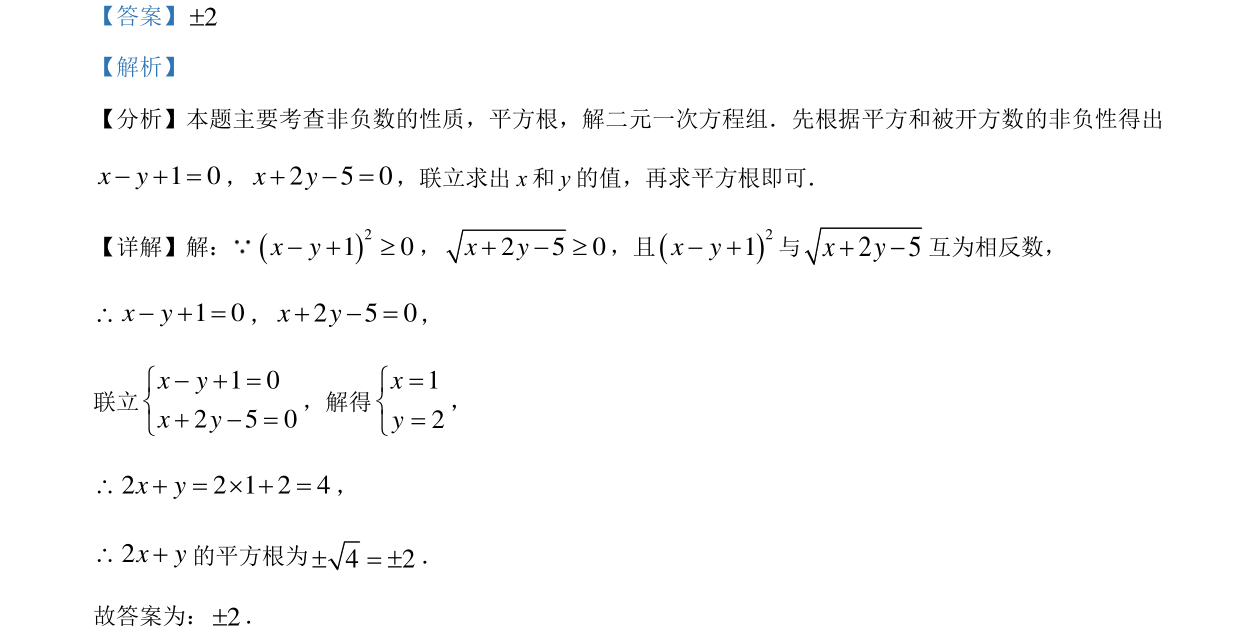 【答案】±2
【解析】
【分析】本题主要考查非负数的性质，平方根，解二元一次方程组．先根据平方和被开方数的非负性得出
x−y+1=0，x+2y−5=0，联立求出 x 和 y 的值，再求平方根即可．
【详解】解：∵(x−y+1)²≥0，√(x+2y−5)≥0，且(x−y+1)²与√(x+2y−5)互为相反数，
∴ x−y+1=0，x+2y−5=0，
联立{x−y+1=0 x+2y−5=0，解得{x=1 y=2，
∴ 2x+y=2×1+2=4，
∴ 2x+y 的平方根为±√4=±2．
故答案为：±2．